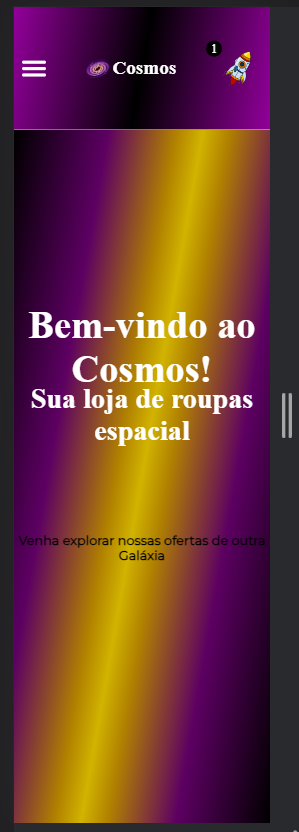 1
Cosmos
Bem-vindo ao
Cosmos!
Sua loja de roupas
espacial
Venha explorar nossas ofertas de outra
Galáxia